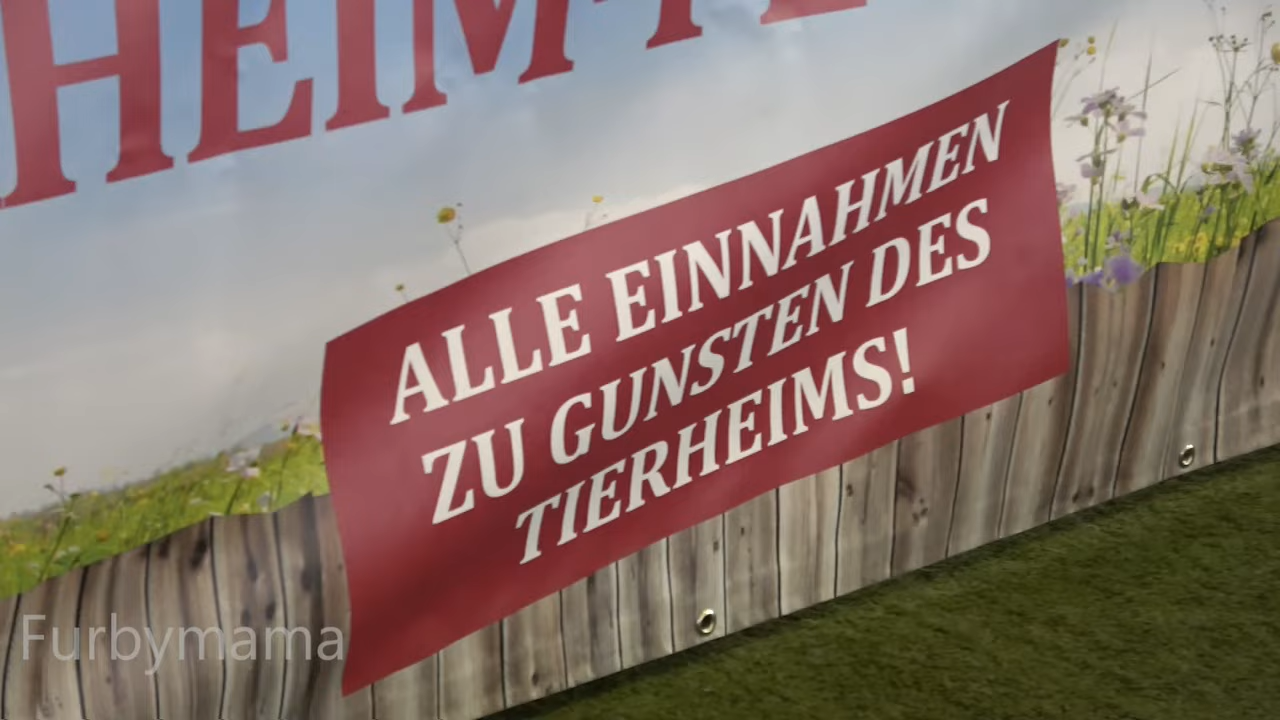 HEIM-
ALLE EINNAHMEN
ZU GUNSTEN DES
TIERHEIMS!
Furbymama